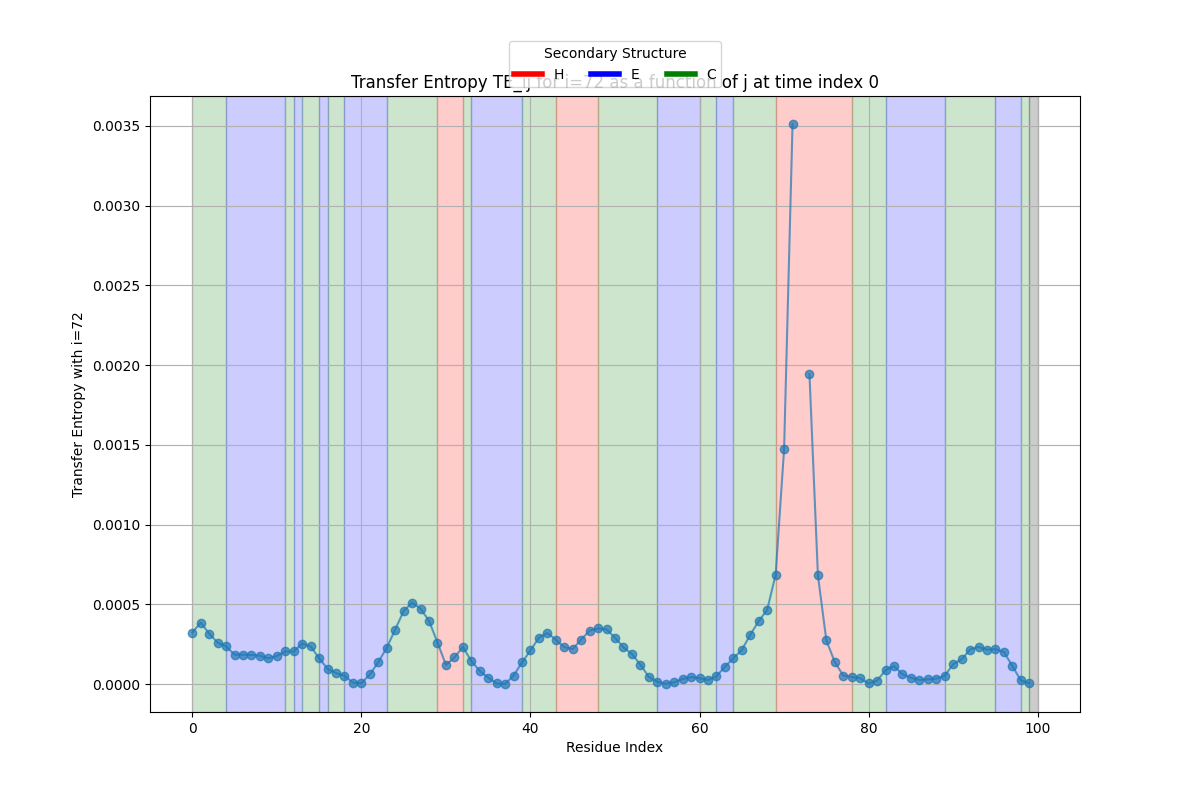 Secondary Structure
H E C
Transfer Entropy TE_ij for i=72 as a function of j at time index 0
0.0035
0.0030
0.0025
0.0020
0.0015
0.0010
0.0005
0.0000
Transfer Entropy with i=72
0 20 40 60 80 100
Residue Index